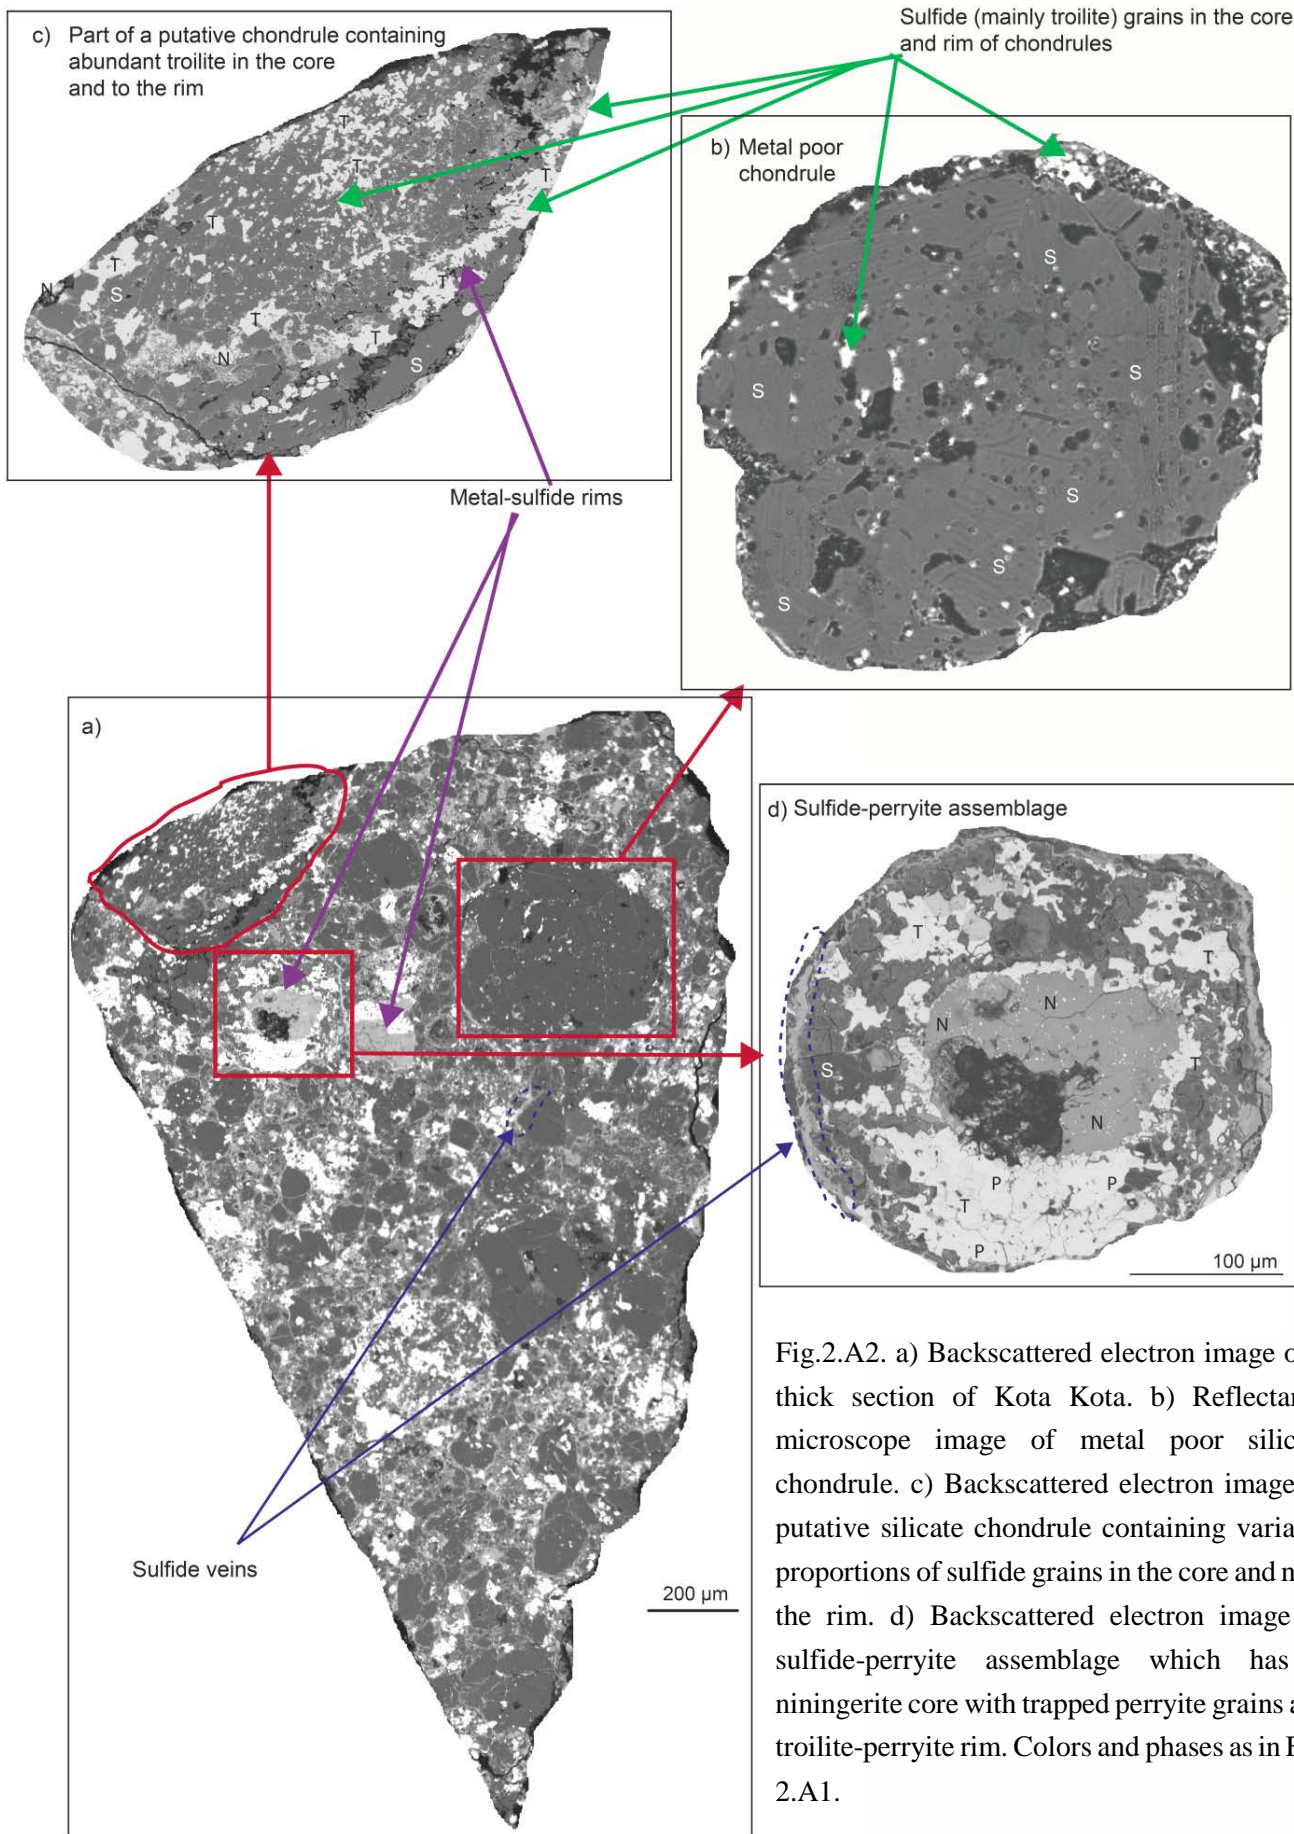 c) Part of a putative chondrule containing
abundant troilite in the core
and to the rim
Sulfide (mainly troilite) grains in the core
and rim of chondrules
T
T
T
T
T
N
S
T
T
T
N
S
b) Metal poor
chondrule
S
S
S
S
S
S
Metal-sulfide rims
a)
d) Sulfide-perryite assemblage
T
T
N
N
T
S
N
P
P
T
P
100 µm
Sulfide veins
200 µm
Fig.2.A2. a) Backscattered electron image o
thick section of Kota Kota. b) Reflectan
microscope image of metal poor silic
chondrule. c) Backscattered electron image
putative silicate chondrule containing varia
proportions of sulfide grains in the core and n
the rim. d) Backscattered electron image
sulfide-perryite assemblage which has
niningerite core with trapped perryite grains a
troilite-perryite rim. Colors and phases as in F
2.A1.